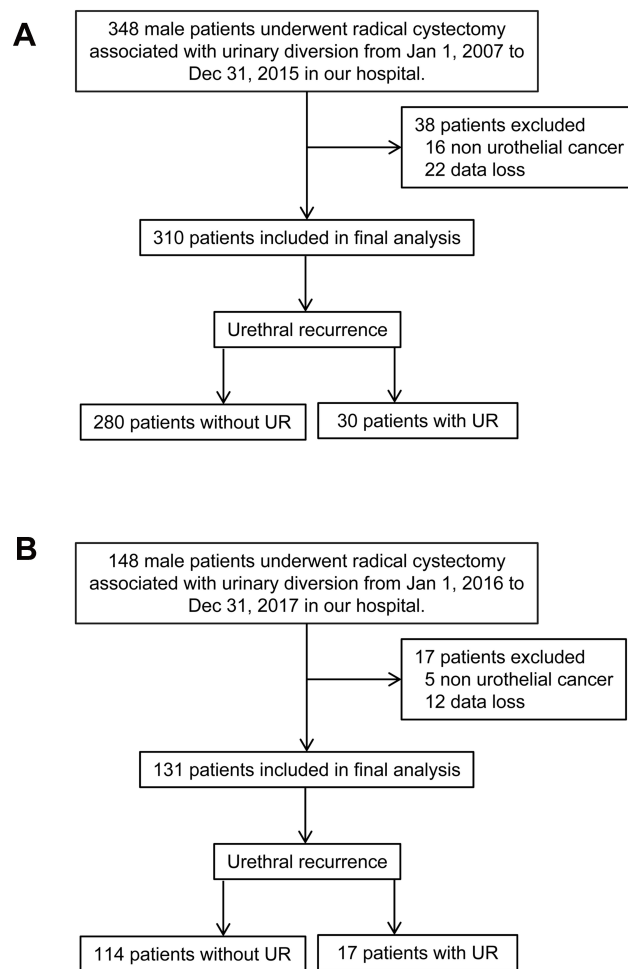 A
348 male patients underwent radical cystectomy
associated with urinary diversion from Jan 1, 2007 to
Dec 31, 2015 in our hospital.
38 patients excluded
16 non urothelial cancer
22 data loss
310 patients included in final analysis
Urethral recurrence
280 patients without UR
30 patients with UR
B
148 male patients underwent radical cystectomy
associated with urinary diversion from Jan 1, 2016 to
Dec 31, 2017 in our hospital.
17 patients excluded
5 non urothelial cancer
12 data loss
131 patients included in final analysis
Urethral recurrence
114 patients without UR
17 patients with UR